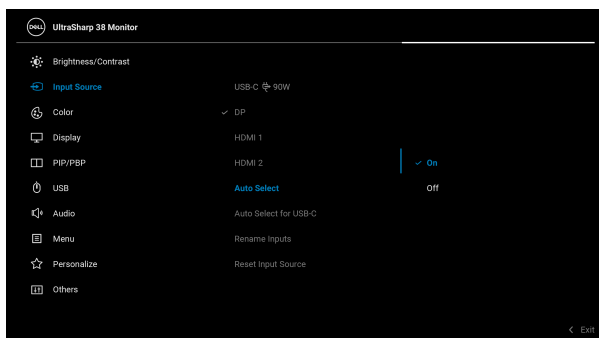 DELL UltraSharp 38 Monitor
Brightness/Contrast
Input Source USB-C 90W
Color DP
Display HDMI 1
PIP/PBP HDMI 2 On
USB Auto Select Off
Audio Auto Select for USB-C
Menu Rename Inputs
Personalize Reset Input Source
Others
Exit